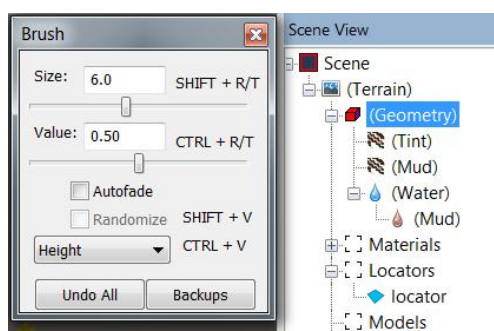 Brush
Size: 6.0 SHIFT + R/T
Value: 0.50 CTRL + R/T
Autofade
Randomize SHIFT + V
Height CTRL + V
Undo All Backups
Scene View
Scene
(Terrain)
(Geometry)
(Tint)
(Mud)
(Water)
(Mud)
Materials
Locators
locator
Models